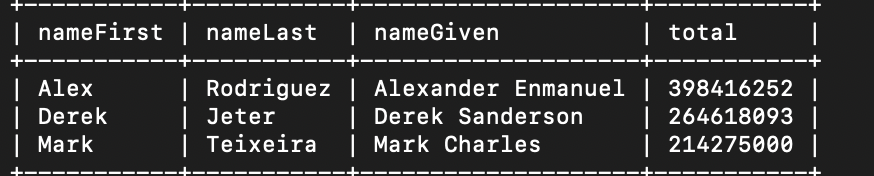 +-----------+----------+--------------------+-----------+
| nameFirst | nameLast | nameGiven | total |
+-----------+----------+--------------------+-----------+
| Alex | Rodriguez | Alexander Enmanuel | 398416252 |
| Derek | Jeter | Derek Sanderson | 264618093 |
| Mark | Teixeira | Mark Charles | 214275000 |
+-----------+----------+--------------------+-----------+